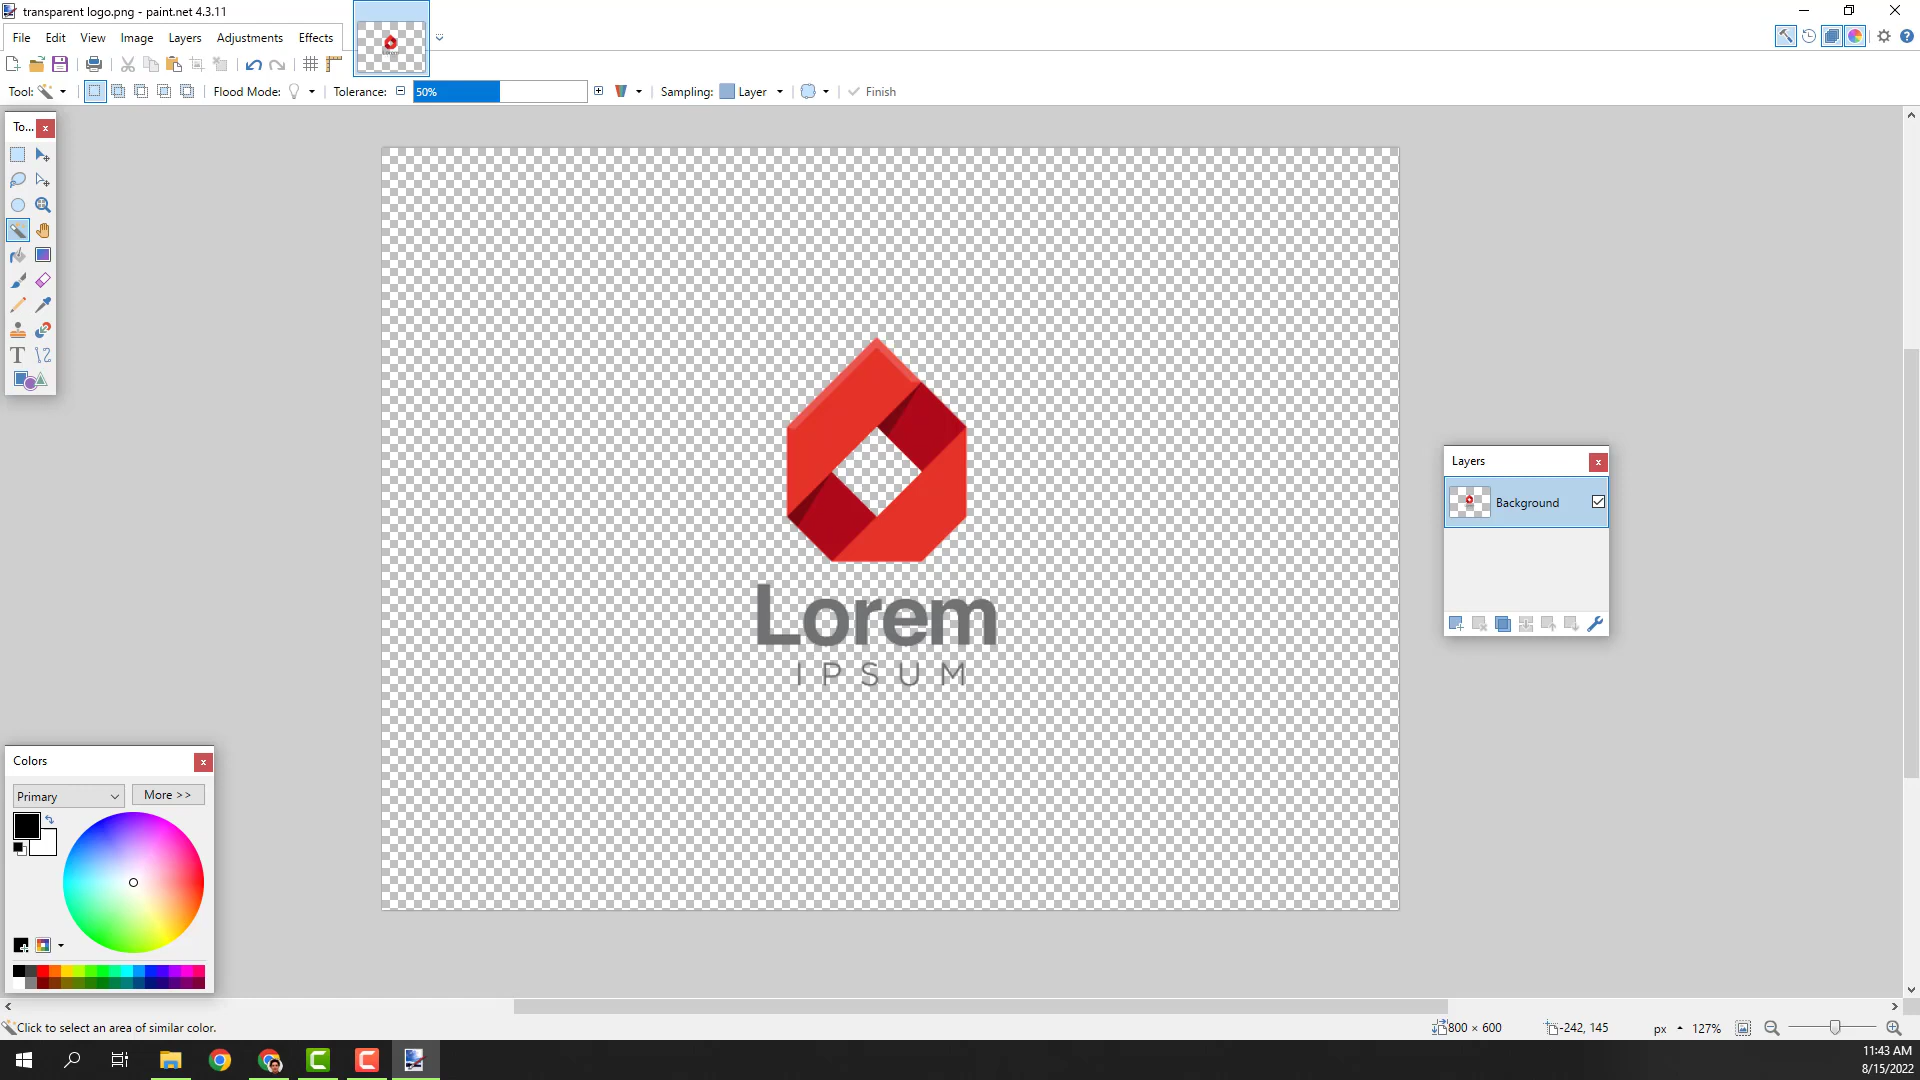 transparent logo.png - paint.net 4.3.11
File Edit View Image Layers Adjustments Effects
Tool: Flood Mode: Tolerance: 50% Sampling: Layer Finish
To... x
Layers x
Background
Lorem
IPSUM
Colors x
Primary More >>
Click to select an area of similar color.
800 × 600 -242, 145 px 127%
11:43 AM
8/15/2022